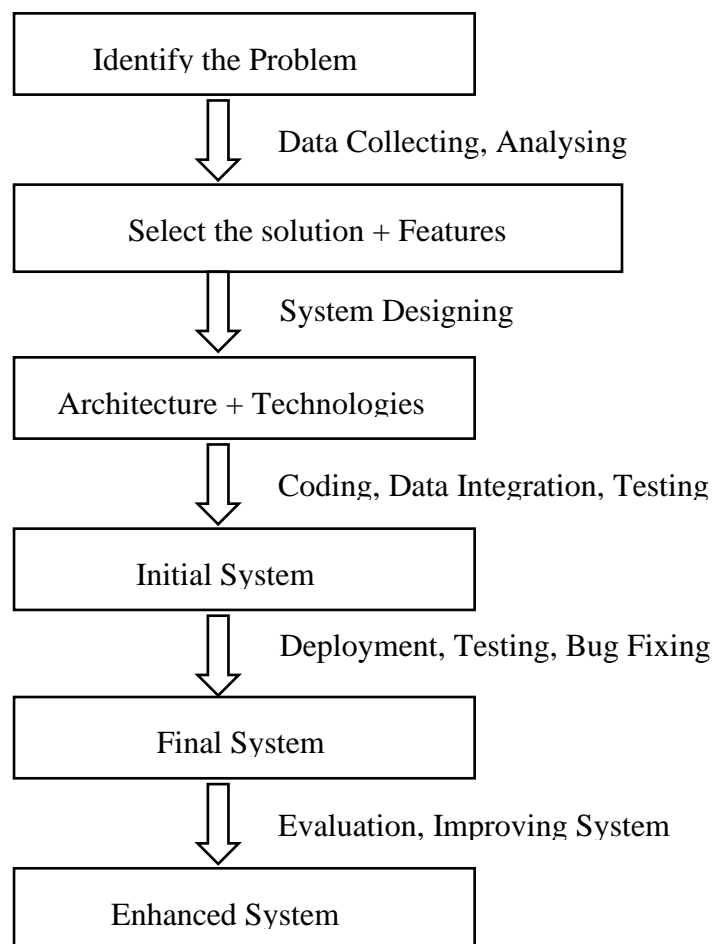 Identify the Problem
Data Collecting, Analysing
Select the solution + Features
System Designing
Architecture + Technologies
Coding, Data Integration, Testing
Initial System
Deployment, Testing, Bug Fixing
Final System
Evaluation, Improving System
Enhanced System